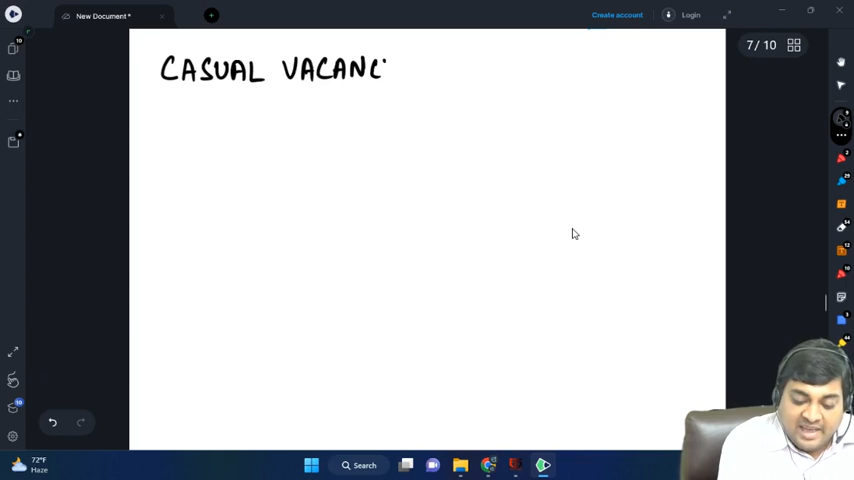 New Document*
Create account
Login
7/10
CASUAL VACANC
72°F
Haze
Search